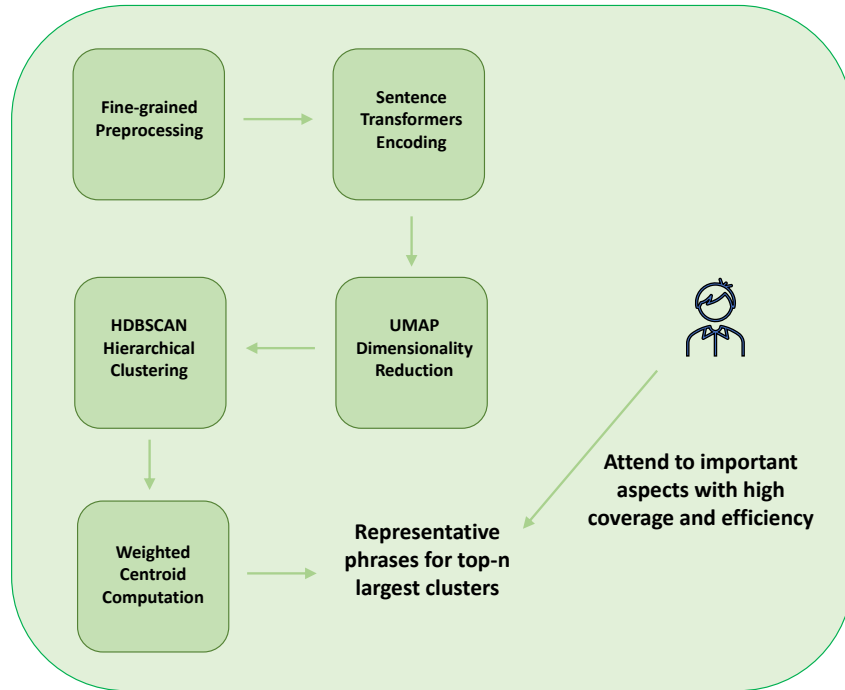 Fine-grained
Preprocessing
Sentence
Transformers
Encoding
HDBSCAN
Hierarchical
Clustering
UMAP
Dimensionality
Reduction
Weighted
Centroid
Computation
Representative
phrases for top-n
largest clusters
Attend to important
aspects with high
coverage and efficiency